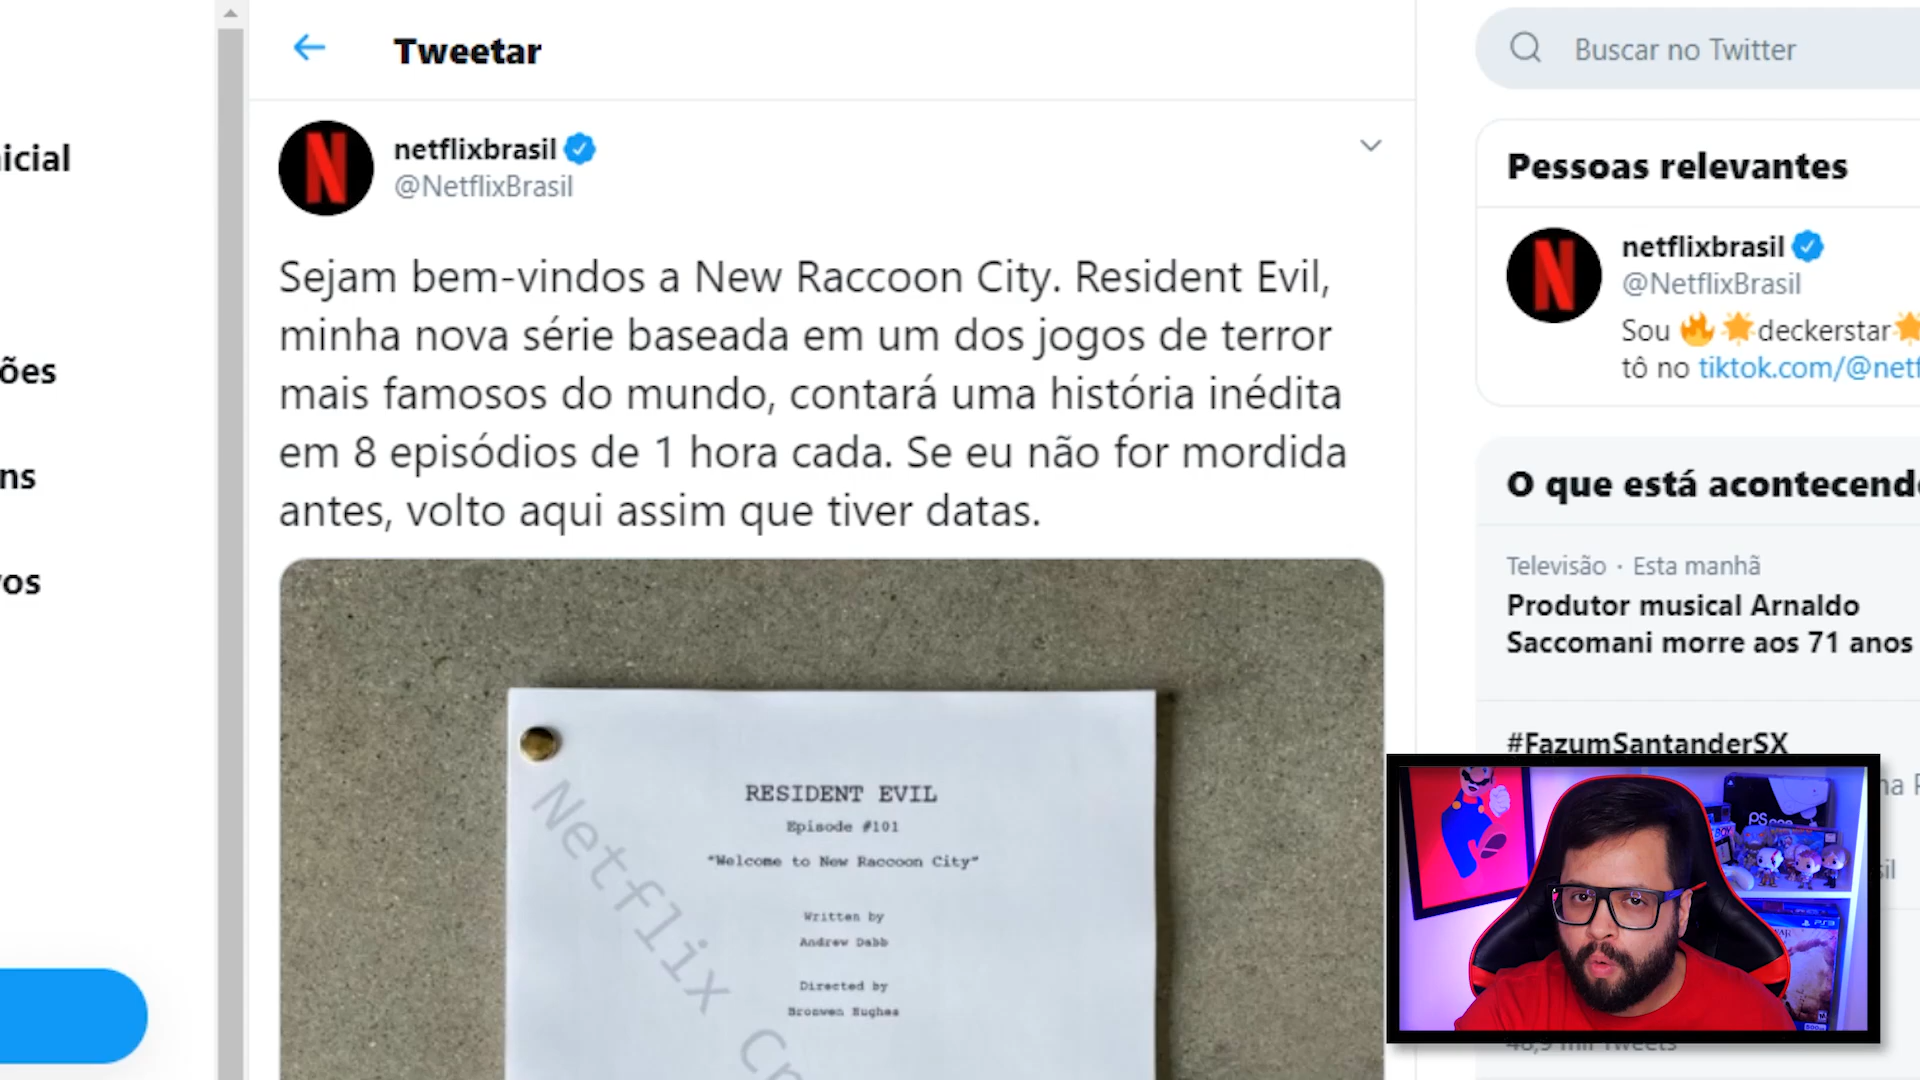 icial
ões
ns
vos
Tweetar
netflixbrasil
@NetflixBrasil
Sejam bem-vindos a New Raccoon City. Resident Evil,
minha nova série baseada em um dos jogos de terror
mais famosos do mundo, contará uma história inédita
em 8 episódios de 1 hora cada. Se eu não for mordida
antes, volto aqui assim que tiver datas.
RESIDENT EVIL
Episode #101
"Welcome to New Raccoon City"
Written by
Andrew Dabb
Directed by
Bronwen Hughes
Netflix
Buscar no Twitter
Pessoas relevantes
netflixbrasil
@NetflixBrasil
Sou 🔥🌟deckerstar🌟
tô no tiktok.com/@netf
O que está acontecend
Televisão · Esta manhã
Produtor musical Arnaldo
Saccomani morre aos 71 anos
#FazumSantanderSX
PS3